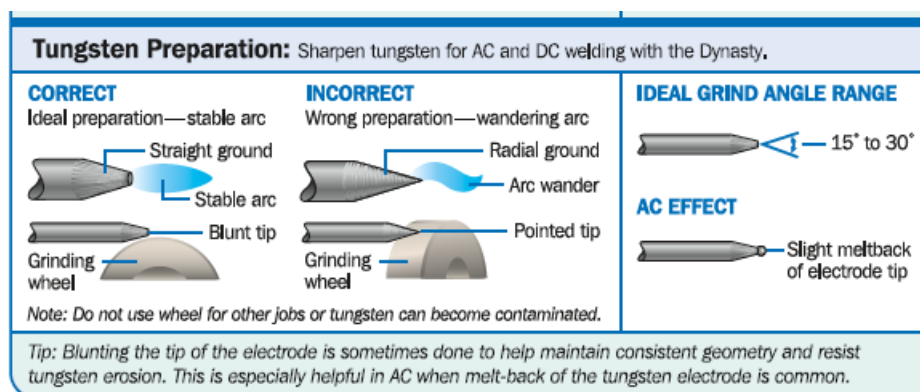 Tungsten Preparation: Sharpen tungsten for AC and DC welding with the Dynasty.
CORRECT
Ideal preparation—stable arc
Straight ground
Stable arc
Blunt tip
Grinding
wheel
INCORRECT
Wrong preparation—wandering arc
Radial ground
Arc wander
Pointed tip
Grinding
wheel
Note: Do not use wheel for other jobs or tungsten can become contaminated.
IDEAL GRIND ANGLE RANGE
15° to 30°
AC EFFECT
Slight meltback
of electrode tip
Tip: Blunting the tip of the electrode is sometimes done to help maintain consistent geometry and resist
tungsten erosion. This is especially helpful in AC when melt-back of the tungsten electrode is common.